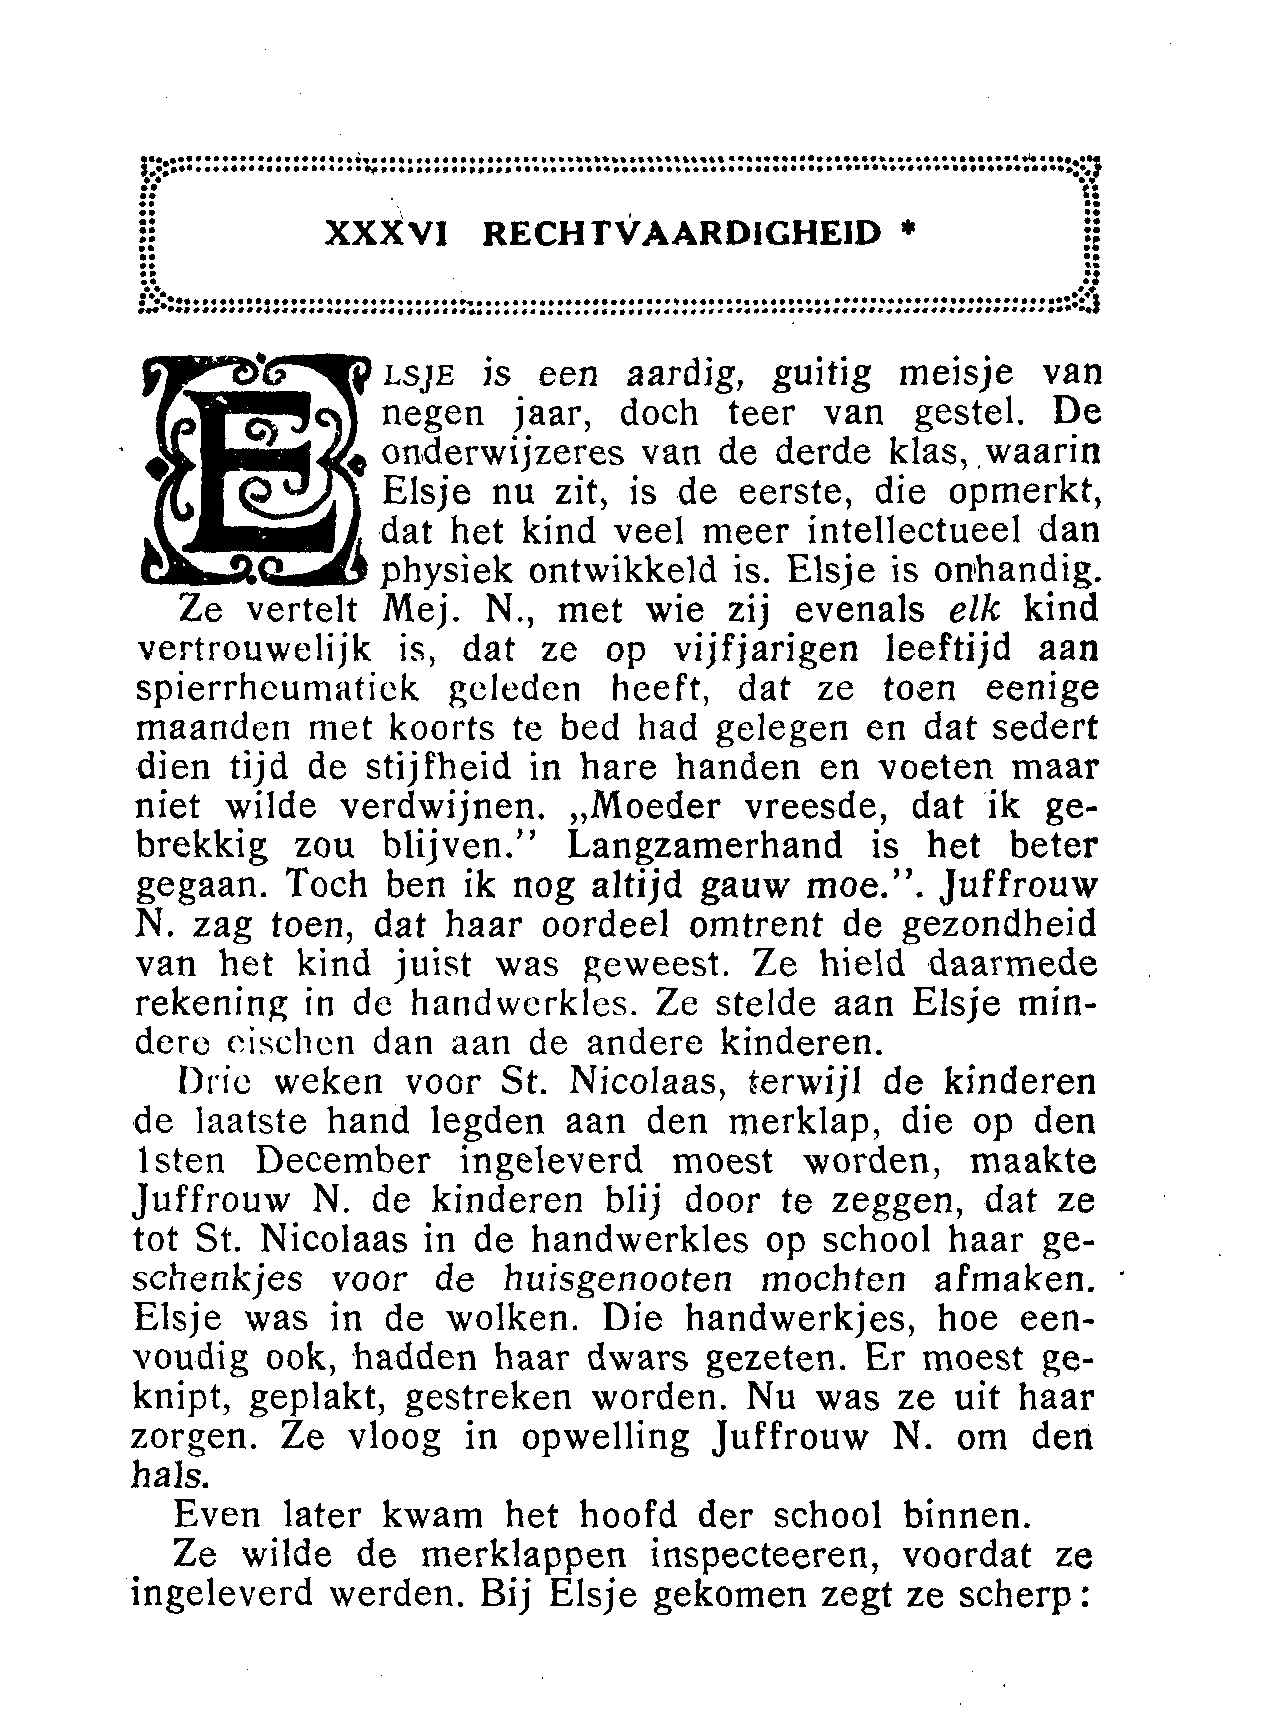 XXXVI RECHTVAARDIGHEID *
ELSJE is een aardig, guitig meisje van
negen jaar, doch teer van gestel. De
onderwijzeres van de derde klas, waarin
Elsje nu zit, is de eerste, die opmerkt,
dat het kind veel meer intellectueel dan
physiek ontwikkeld is. Elsje is onhandig.
Ze vertelt Mej. N., met wie zij evenals elk kind
vertrouwelijk is, dat ze op vijfjarigen leeftijd aan
spierrheumatiek geleden heeft, dat ze toen eenige
maanden met koorts te bed had gelegen en dat sedert
dien tijd de stijfheid in hare handen en voeten maar
niet wilde verdwijnen. „Moeder vreesde, dat ik ge-
brekkig zou blijven.” Langzamerhand is het beter
gegaan. Toch ben ik nog altijd gauw moe.”. Juffrouw
N. zag toen, dat haar oordeel omtrent de gezondheid
van het kind juist was geweest. Ze hield daarmede
rekening in de handwerkles. Ze stelde aan Elsje min-
dere eischen dan aan de andere kinderen.
Drie weken voor St. Nicolaas, terwijl de kinderen
de laatste hand legden aan den merklap, die op den
1sten December ingeleverd moest worden, maakte
Juffrouw N. de kinderen blij door te zeggen, dat ze
tot St. Nicolaas in de handwerkles op school haar ge-
schenkjes voor de huisgenooten mochten afmaken.
Elsje was in de wolken. Die handwerkjes, hoe een-
voudig ook, hadden haar dwars gezeten. Er moest ge-
knipt, geplakt, gestreken worden. Nu was ze uit haar
zorgen. Ze vloog in opwelling Juffrouw N. om den
hals.
Even later kwam het hoofd der school binnen.
Ze wilde de merklappen inspecteeren, voordat ze
ingeleverd werden. Bij Elsje gekomen zegt ze scherp: